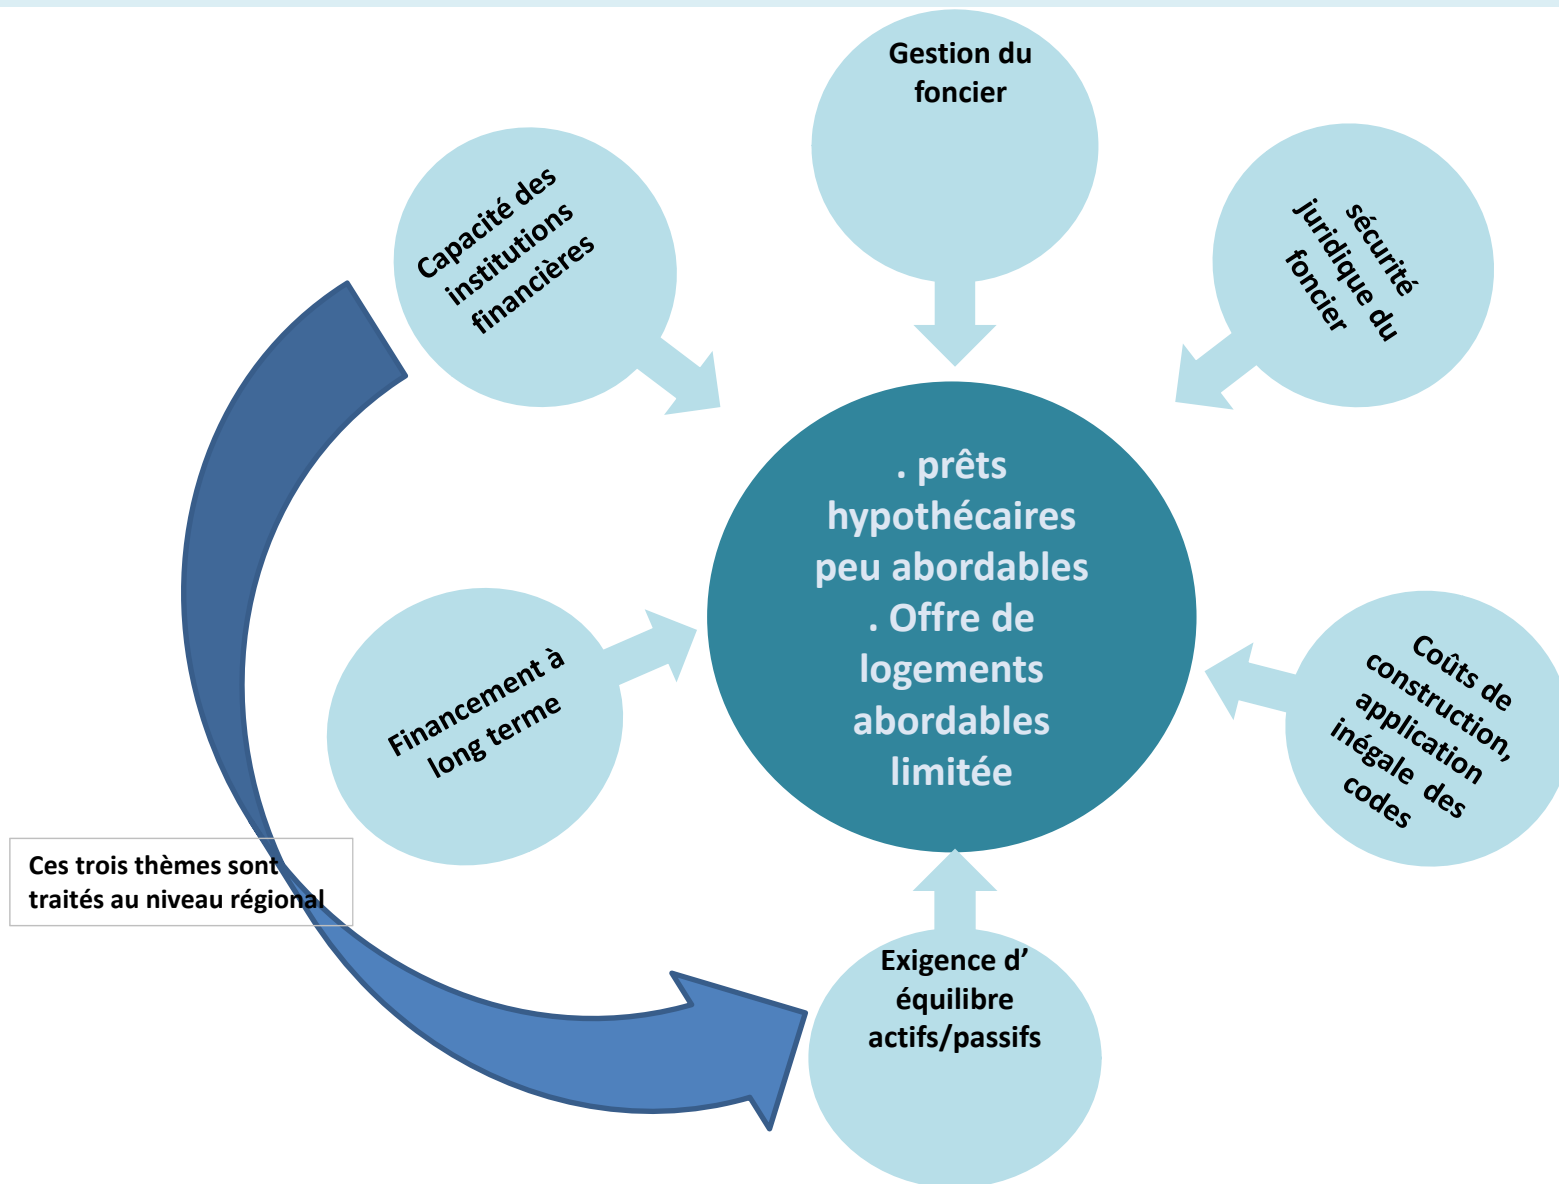 Gestion du
foncier
Capacité des
institutions
financières
sécurité
juridique du
foncier
. prêts
hypothécaires
peu abordables
. Offre de
logements
abordables
limitée
Financement à
long terme
Coûts de
construction,
application
inégale  des
codes
Ces trois thèmes sont
traités au niveau régional
Exigence d’
équilibre
actifs/passifs